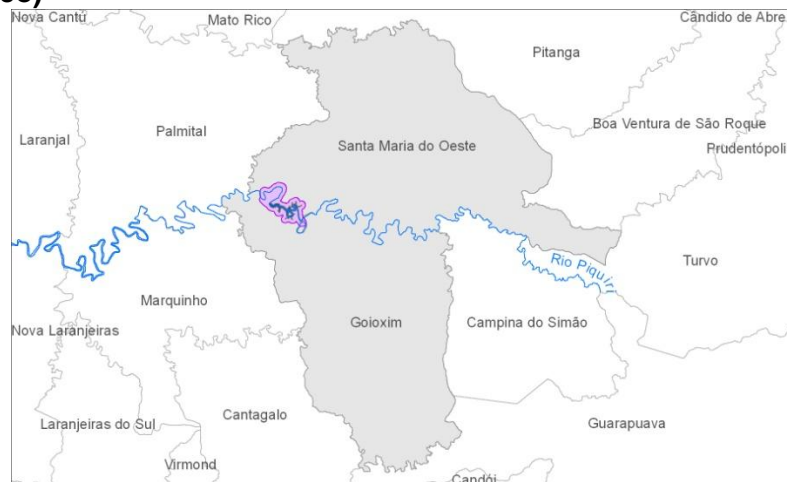 Nova Cantú
Mato Rico
Cândido de Abre
Pitanga
Boa Ventura de São Roque
Laranjal
Palmital
Santa Maria do Oeste
Prudentópoli
Rio Piquiri
Turvo
Marquinho
Nova Laranjeiras
Goioxim
Campina do Simão
Cantagalo
Laranjeiras do Sul
Guarapuava
Virmond
Candói